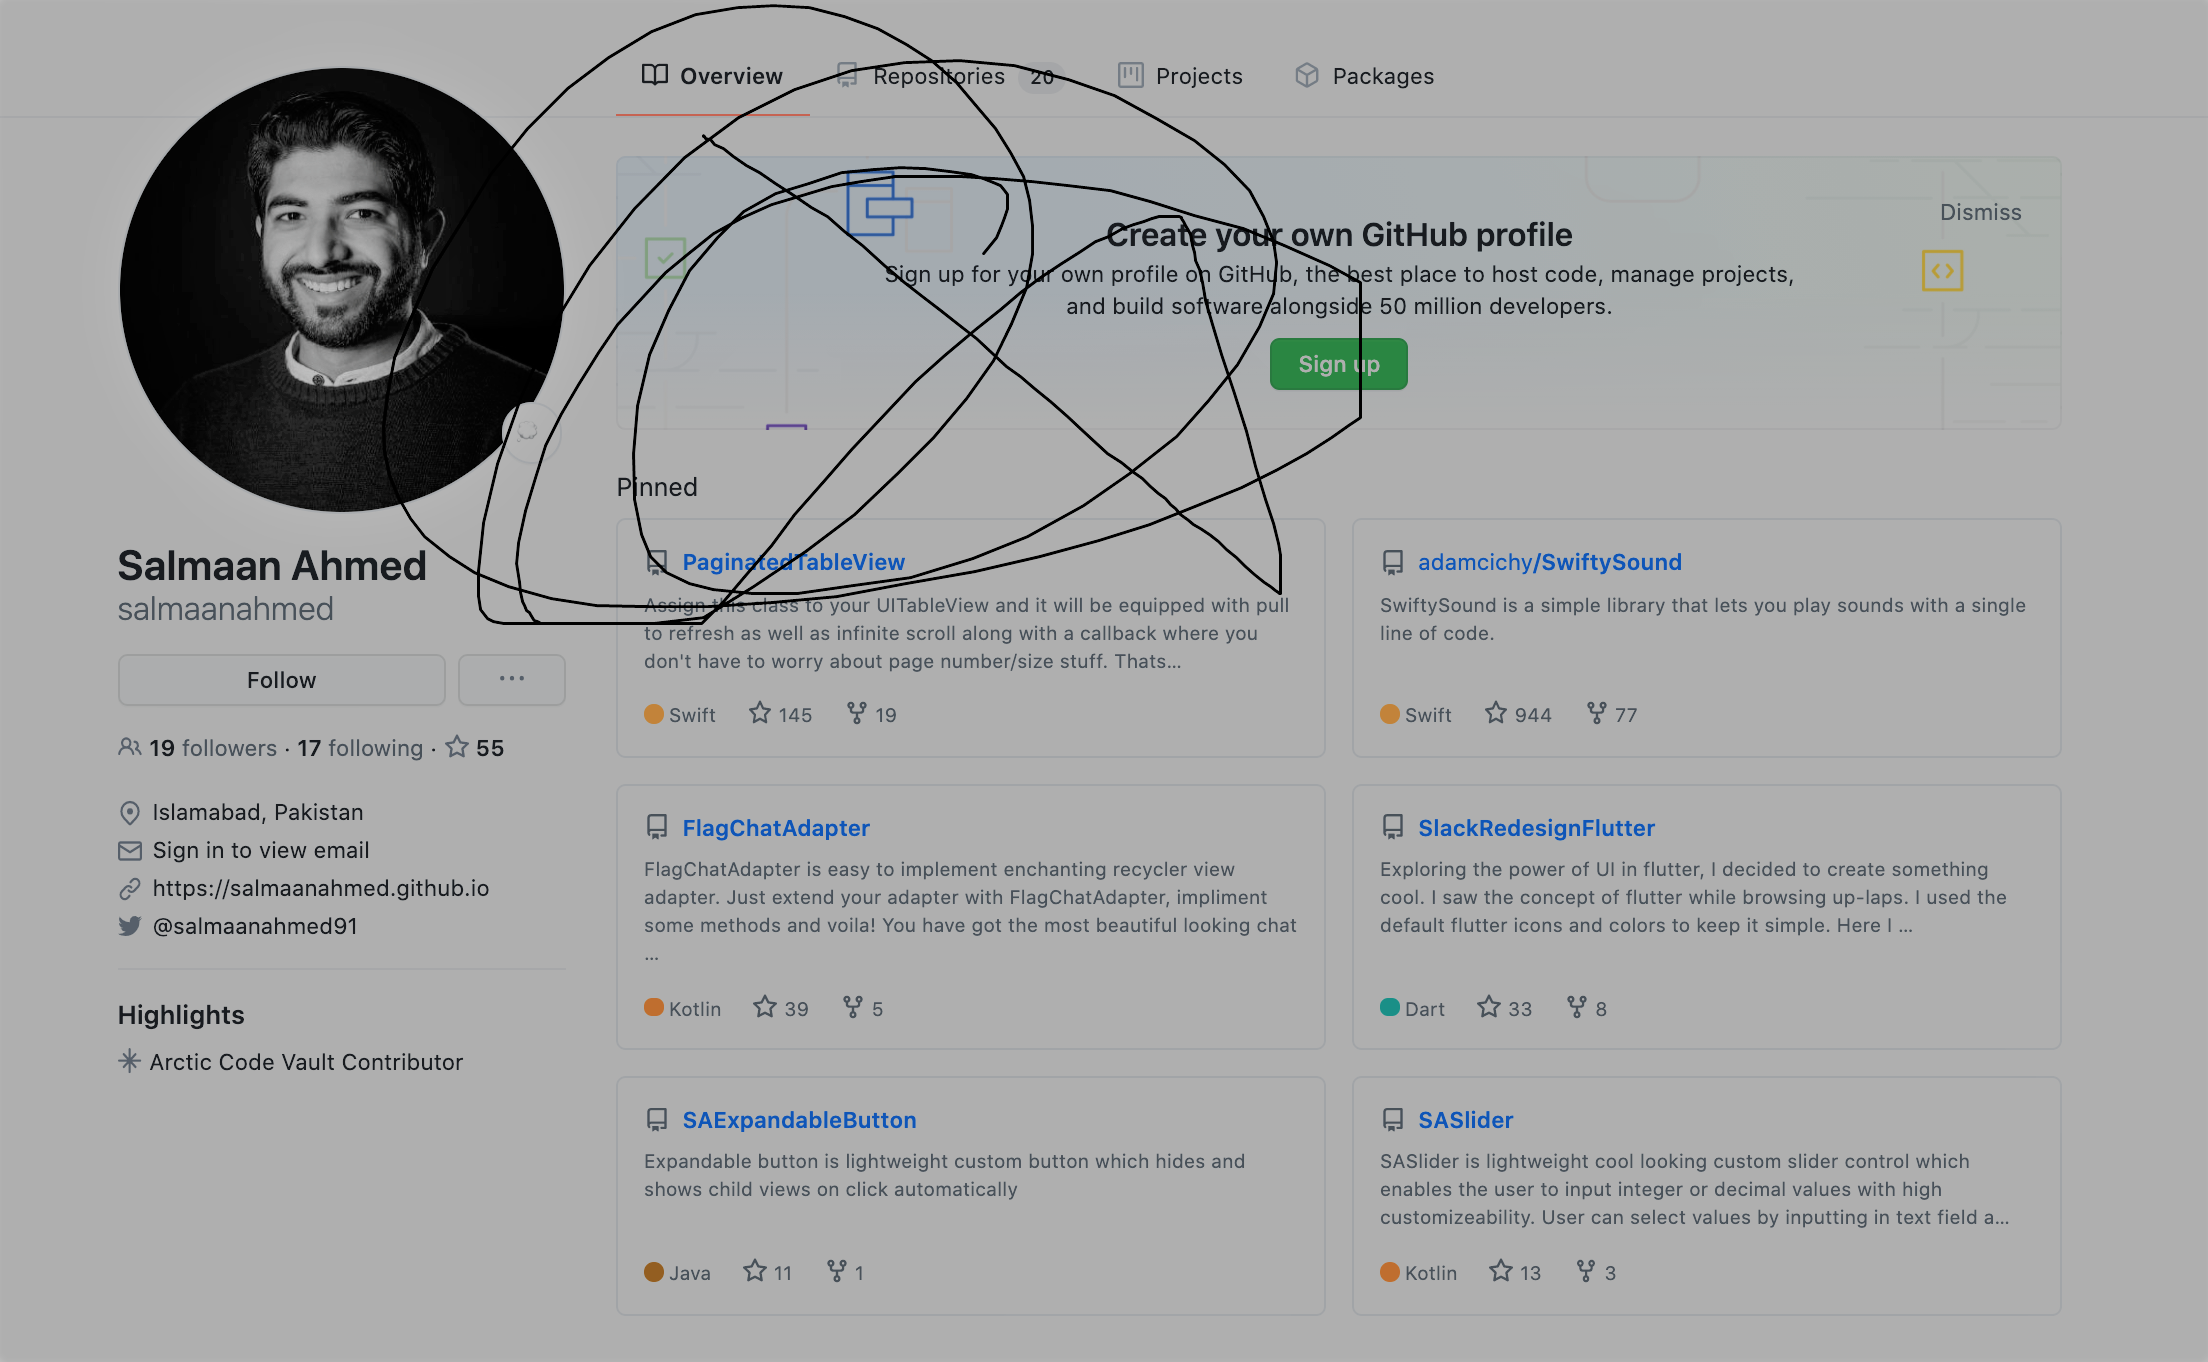 Overview
Repositories 20
Projects
Packages
Create your own GitHub profile
Dismiss
Sign up for your own profile on GitHub, the best place to host code, manage projects,
and build software alongside 50 million developers.
Sign up
Salmaan Ahmed
salmaanahmed
Follow
...
19 followers · 17 following · 55
Islamabad, Pakistan
Sign in to view email
https://salmaanahmed.github.io
@salmaanahmed91
Highlights
Arctic Code Vault Contributor
Pinned
PaginatedTableView
Assign this class to your UITableView and it will be equipped with pull
to refresh as well as infinite scroll along with a callback where you
don't have to worry about page number/size stuff. Thats...
Swift 145 19
adamcichy/SwiftySound
SwiftySound is a simple library that lets you play sounds with a single
line of code.
Swift 944 77
FlagChatAdapter
FlagChatAdapter is easy to implement enchanting recycler view
adapter. Just extend your adapter with FlagChatAdapter, impliment
some methods and voila! You have got the most beautiful looking chat
...
Kotlin 39 5
SlackRedesignFlutter
Exploring the power of UI in flutter, I decided to create something
cool. I saw the concept of flutter while browsing up-laps. I used the
default flutter icons and colors to keep it simple. Here I ...
Dart 33 8
SAExpandableButton
Expandable button is lightweight custom button which hides and
shows child views on click automatically
Java 11 1
SASlider
SASlider is lightweight cool looking custom slider control which
enables the user to input integer or decimal values with high
customizeability. User can select values by inputting in text field a...
Kotlin 13 3